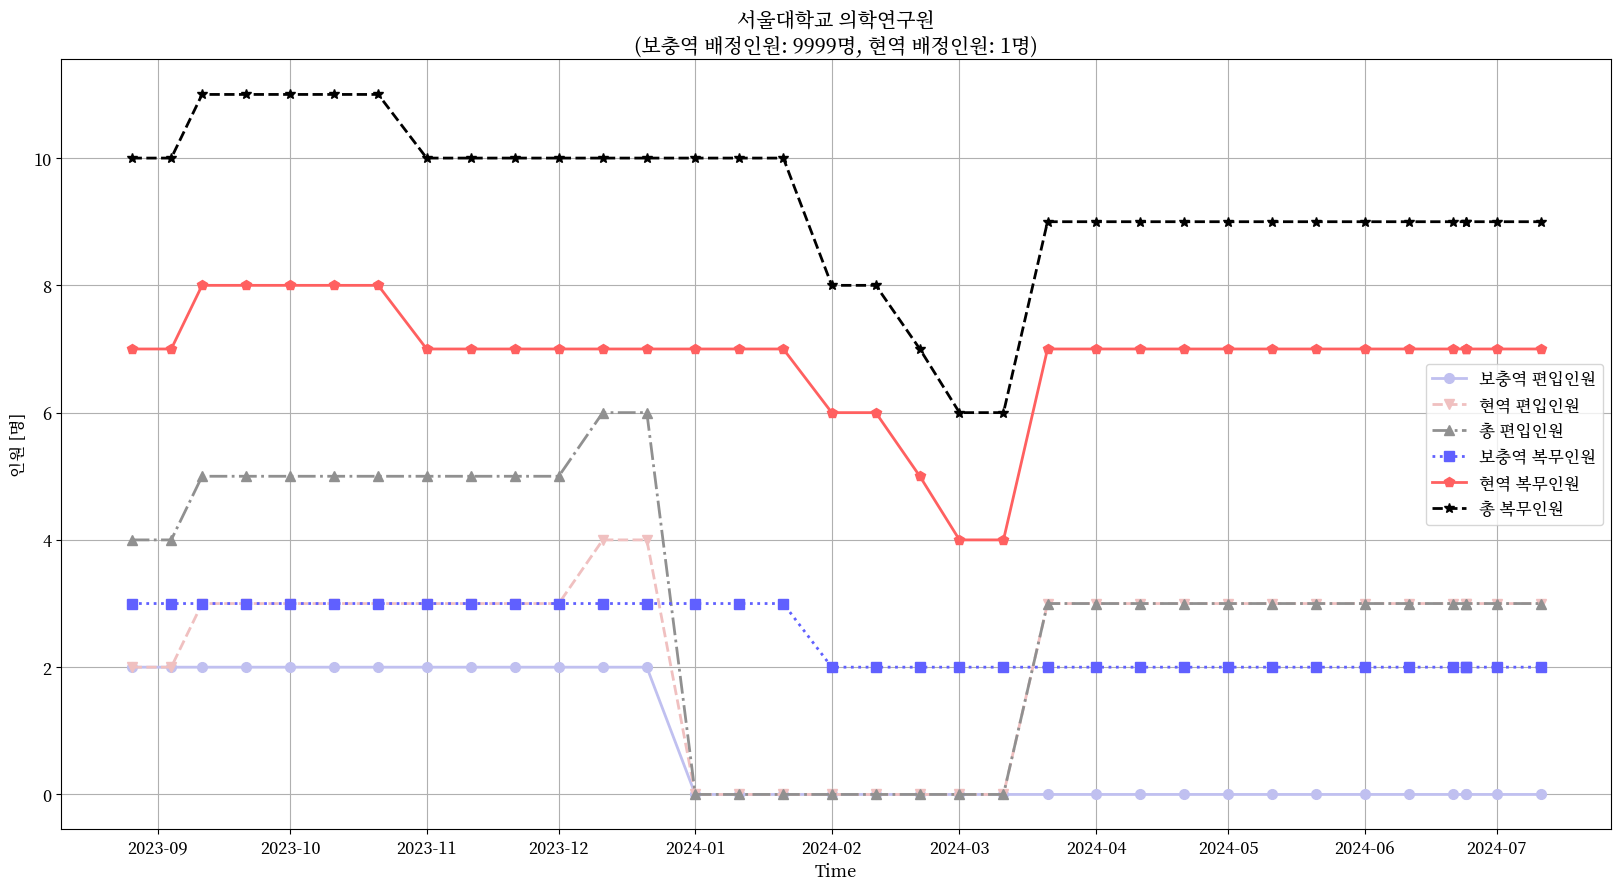 서울대학교 의학연구원
(보충역 배정인원: 9999명, 현역 배정인원: 1명)
인원 [명]
10
8
6
4
2
0
보충역 편입인원
현역 편입인원
총 편입인원
보충역 복무인원
현역 복무인원
총 복무인원
2023-09 2023-10 2023-11 2023-12 2024-01 2024-02 2024-03 2024-04 2024-05 2024-06 2024-07
Time